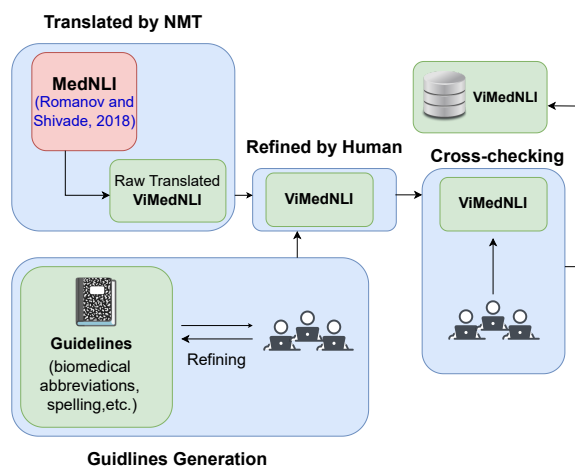 Translated by NMT
MedNLI
(Romanov and
Shivade, 2018)
Raw Translated
ViMedNLI
Refined by Human
ViMedNLI
ViMedNLI
Cross-checking
ViMedNLI
Guidelines
(biomedical
abbreviations,
spelling,etc.)
Refining
Guidlines Generation